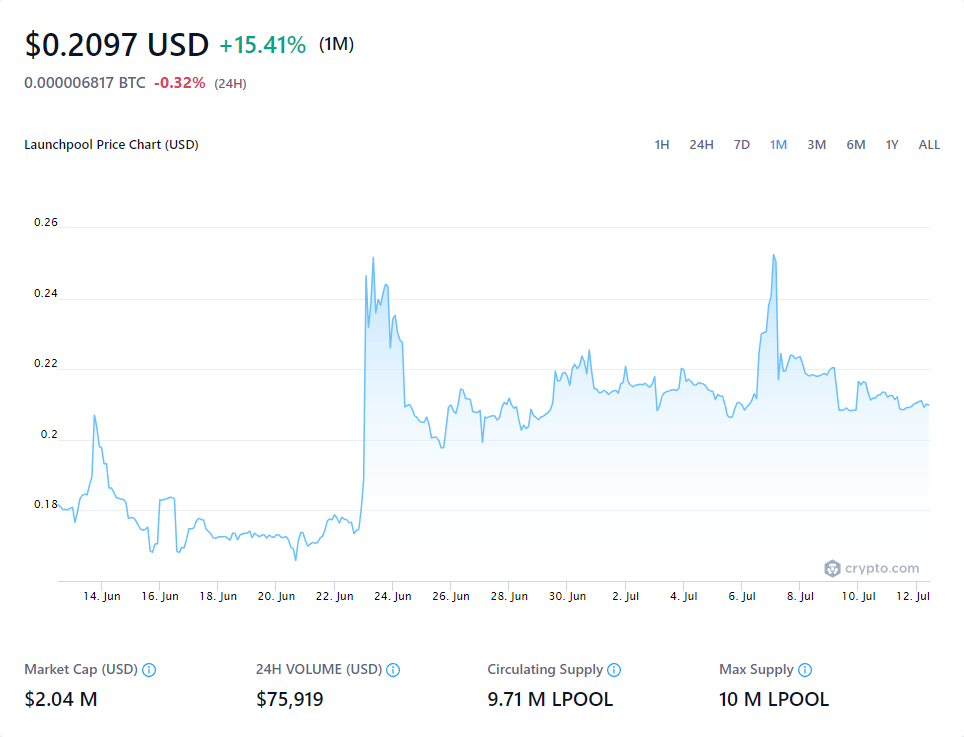 $0.2097 USD +15.41% (1M)
0.000006817 BTC -0.32% (24H)
Launchpool Price Chart (USD) 1H 24H 7D 1M 3M 6M 1Y ALL
0.26
0.24
0.22
0.2
0.18
crypto.com
14. Jun 16. Jun 18. Jun 20. Jun 22. Jun 24. Jun 26. Jun 28. Jun 30. Jun 2. Jul 4. Jul 6. Jul 8. Jul 10. Jul 12. Jul
Market Cap (USD) 24H VOLUME (USD) Circulating Supply Max Supply
$2.04 M $75,919 9.71 M LPOOL 10 M LPOOL